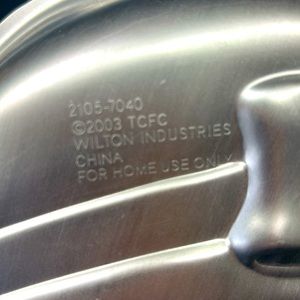 2105-7040
©2003 TCFC
WILTON INDUSTRIES
CHINA
FOR HOME USE ONLY